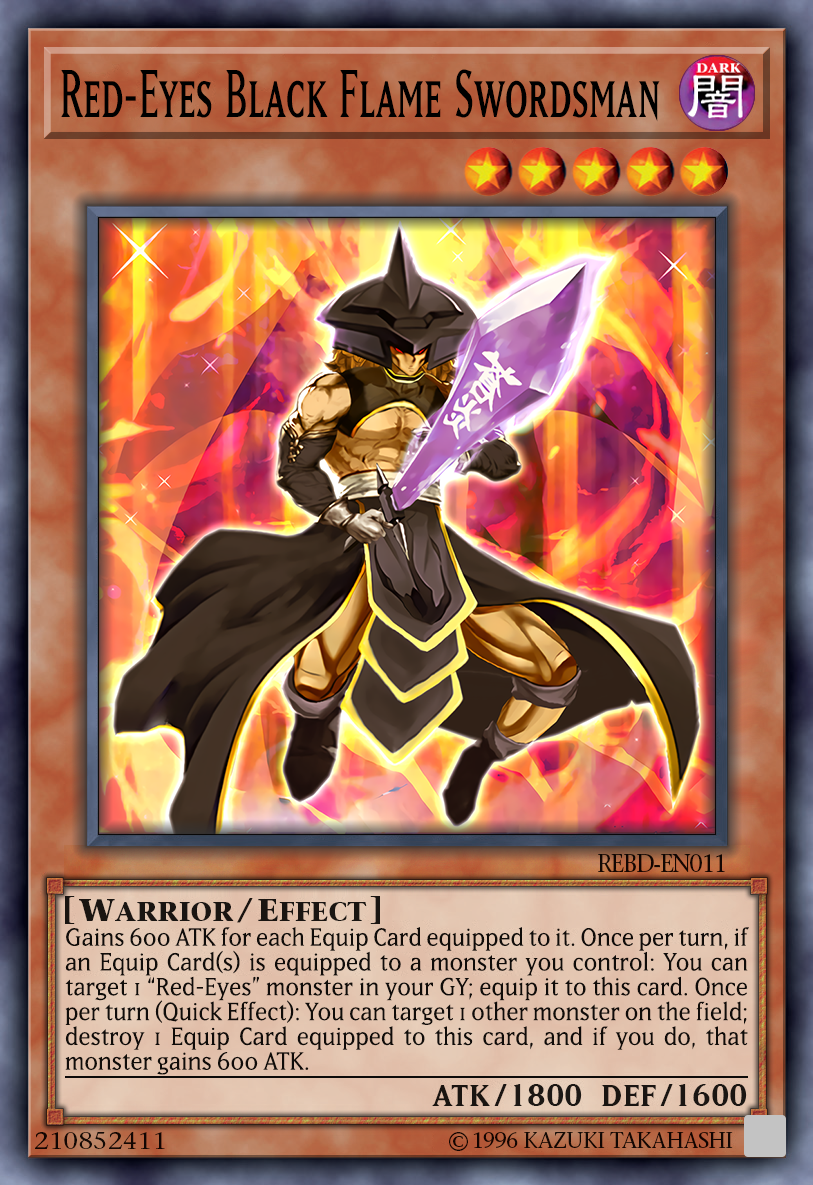 Red-Eyes Black Flame Swordsman
DARK
闇
REBD-EN011
[Warrior/Effect]
Gains 600 ATK for each Equip Card equipped to it. Once per turn, if
an Equip Card(s) is equipped to a monster you control: You can
target 1 “Red-Eyes” monster in your GY; equip it to this card. Once
per turn (Quick Effect): You can target 1 other monster on the field;
destroy 1 Equip Card equipped to this card, and if you do, that
monster gains 600 ATK.
ATK/1800 DEF/1600
210852411
© 1996 KAZUKI TAKAHASHI